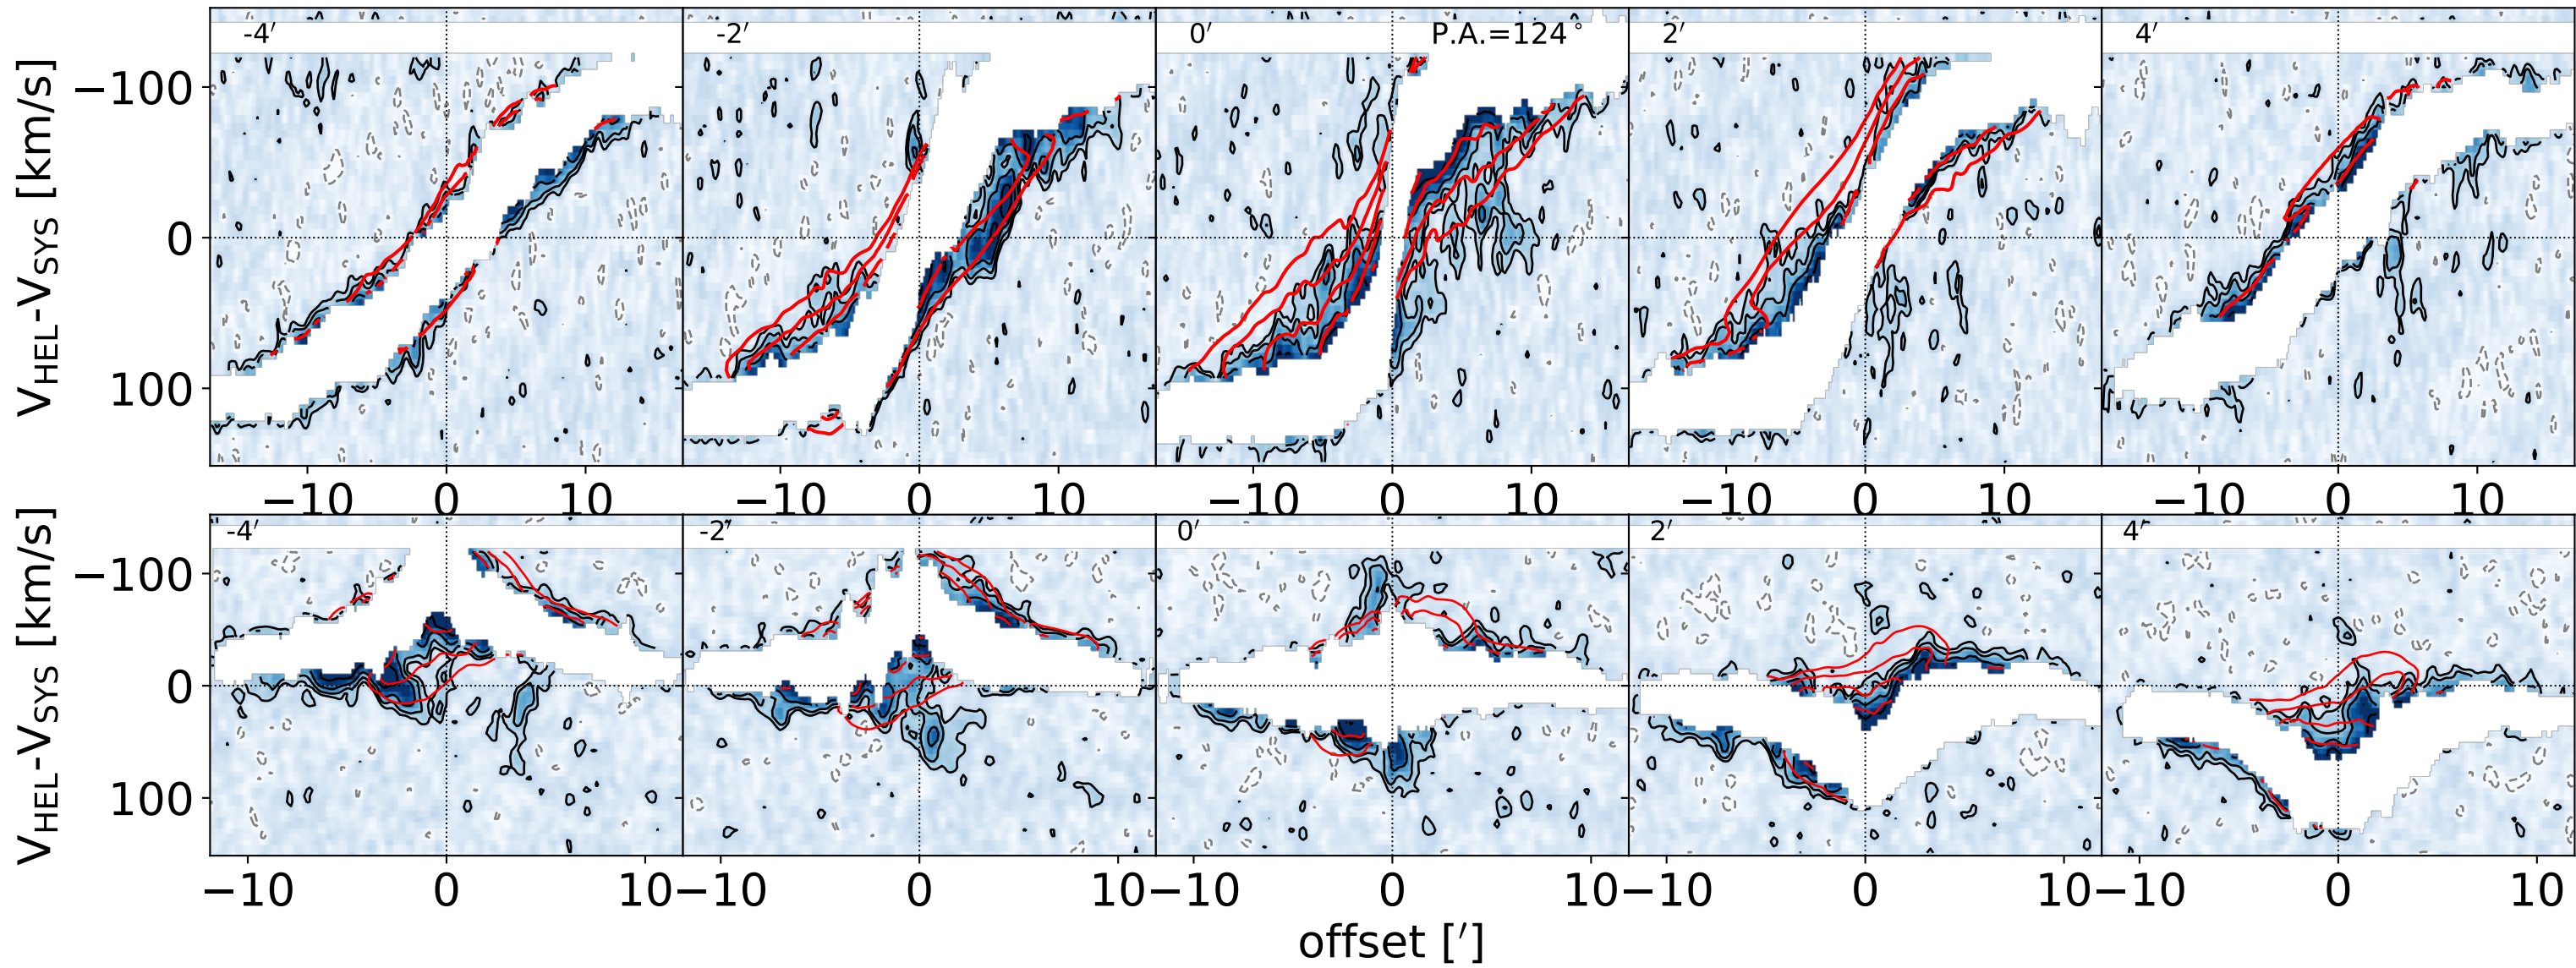 -4′ -2′ 0′ P.A.=124° 2′ 4′
V_HEL-V_SYS [km/s]
−100
0
100
−10 0 10 −10 0 10 −10 0 10 −10 0 10 −10 0 10
-4′ -2′ 0′ 2′ 4′
V_HEL-V_SYS [km/s]
−100
0
100
−10 0 10 −10 0 10 −10 0 10 −10 0 10 −10 0 10
offset [′]